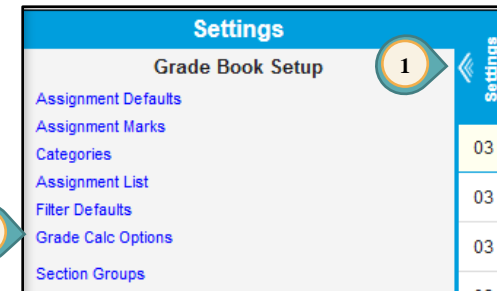 Settings
Grade Book Setup
1
Settings
Assignment Defaults
Assignment Marks
Categories
03
Assignment List
03
Filter Defaults
Grade Calc Options
03
Section Groups